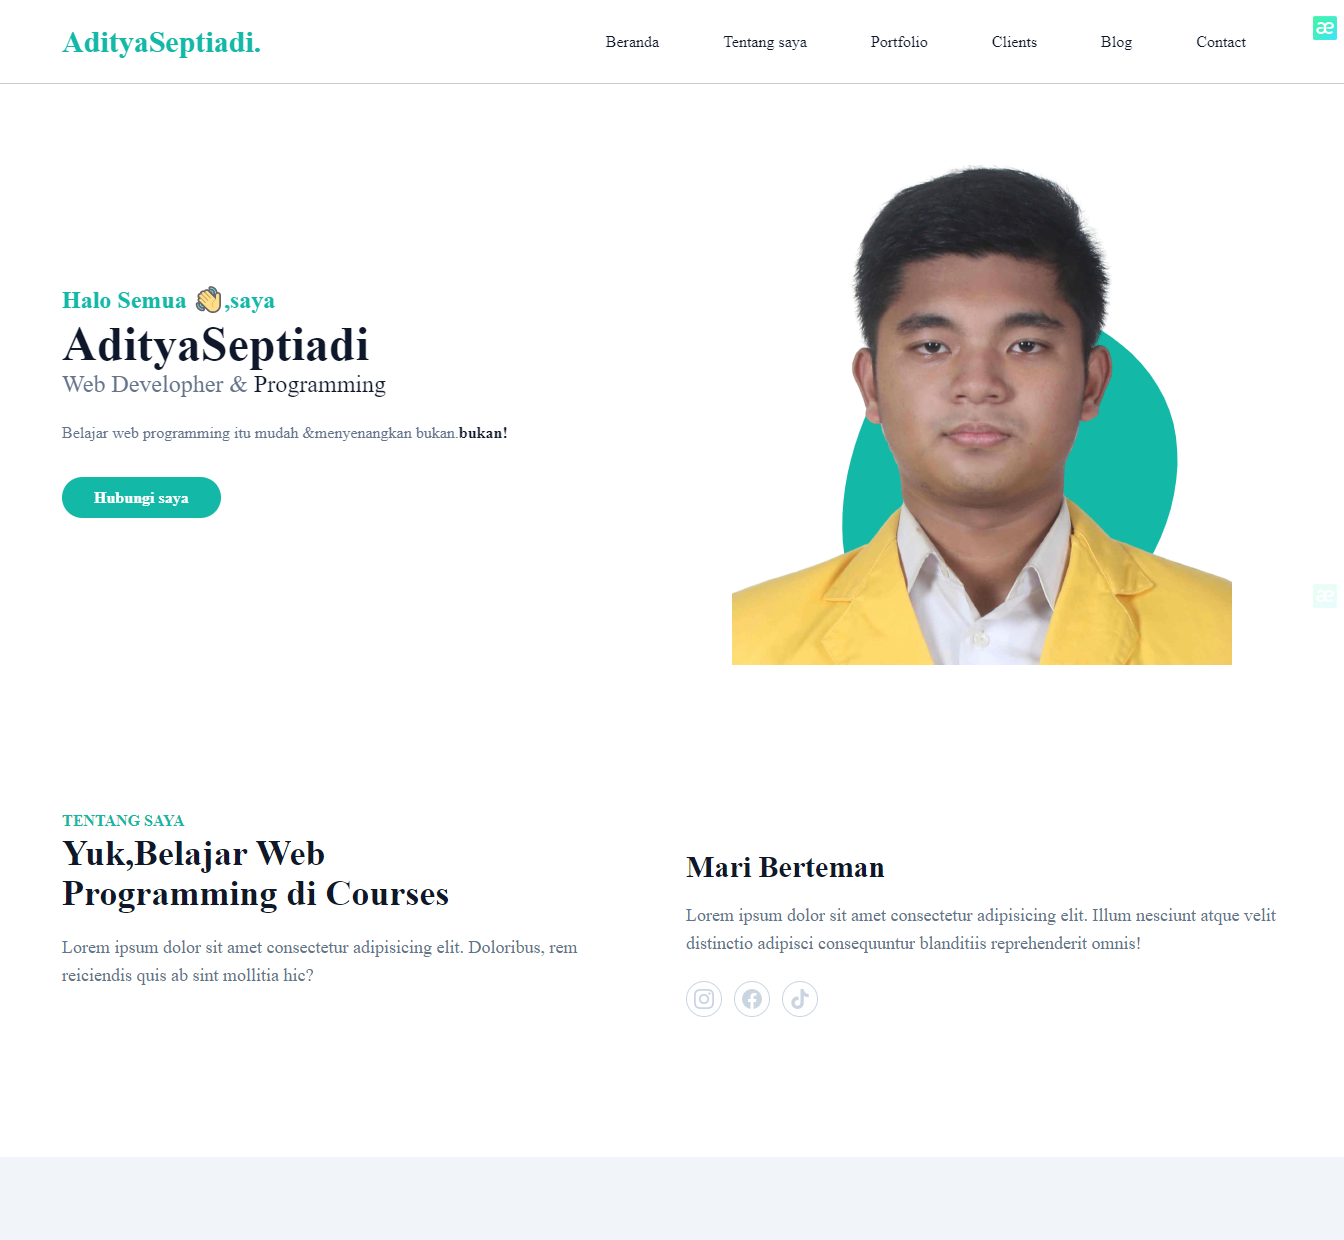 AdityaSeptiadi.
Beranda Tentang saya Portfolio Clients Blog Contact
æ
Halo Semua 👋,saya
AdityaSeptiadi
Web Developher & Programming
Belajar web programming itu mudah &menyenangkan bukan.bukan!
Hubungi saya
æ
TENTANG SAYA
Yuk,Belajar Web
Programming di Courses
Lorem ipsum dolor sit amet consectetur adipisicing elit. Doloribus, rem
reiciendis quis ab sint mollitia hic?
Mari Berteman
Lorem ipsum dolor sit amet consectetur adipisicing elit. Illum nesciunt atque velit
distinctio adipisci consequuntur blanditiis reprehenderit omnis!